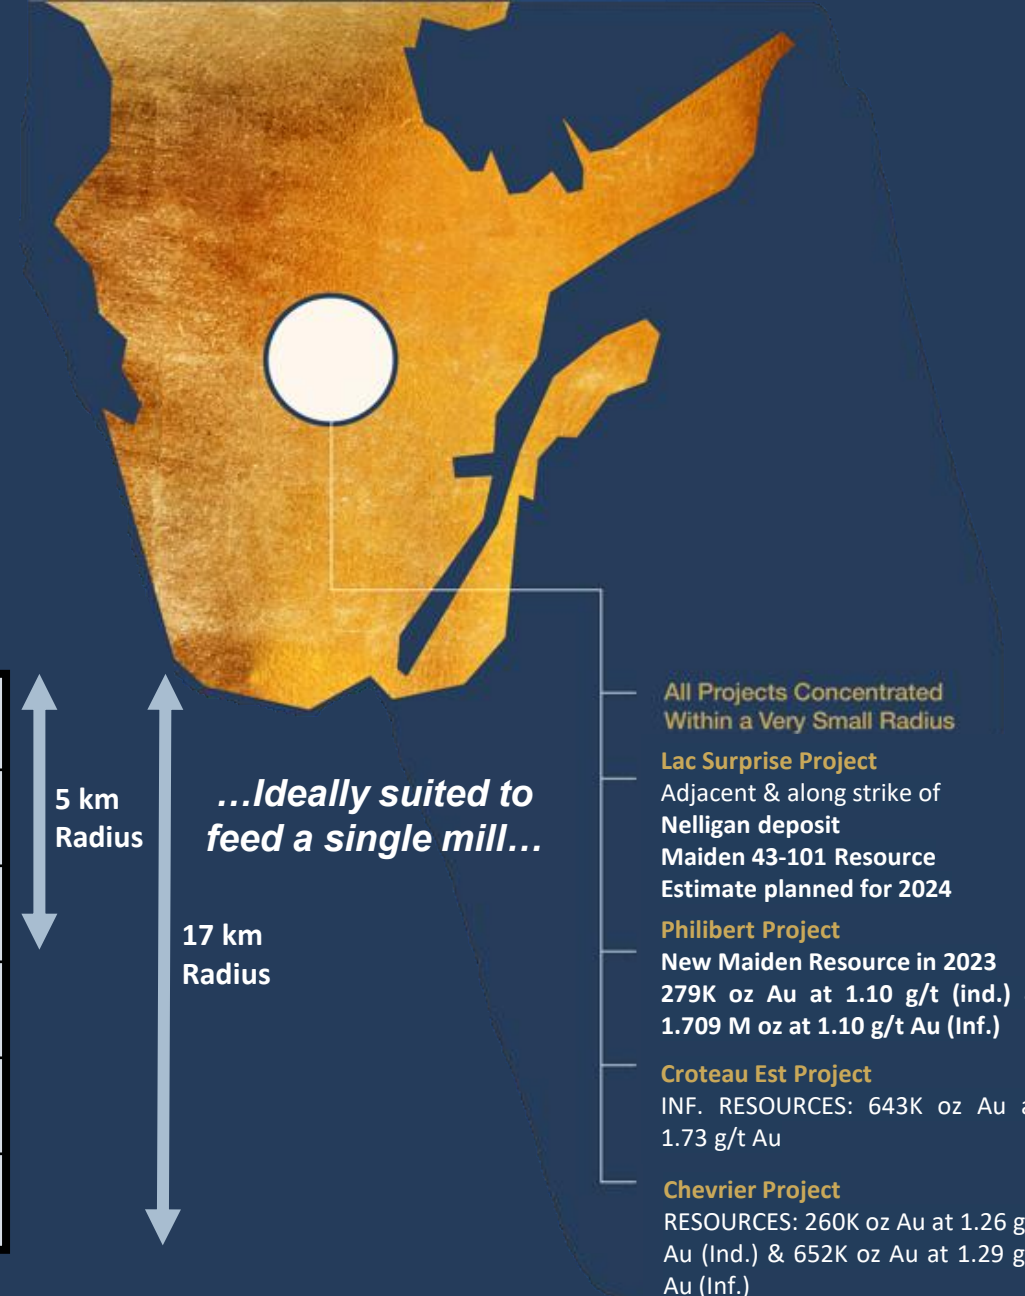 All Projects Concentrated
Within a Very Small Radius
Lac Surprise Project
Adjacent & along strike of
Nelligan deposit
Maiden 43-101 Resource
Estimate planned for 2024
Philibert Project
New Maiden Resource in 2023
279K oz Au at 1.10 g/t (ind.)
1.709 M oz at 1.10 g/t Au (Inf.)
Croteau Est Project
INF. RESOURCES: 643K oz Au
1.73 g/t Au
Chevrier Project
RESOURCES: 260K oz Au at 1.26 g
Au (Ind.) & 652K oz Au at 1.29 g
Au (Inf.)
5 km
Radius
...Ideally suited to
feed a single mill...
17 km
Radius